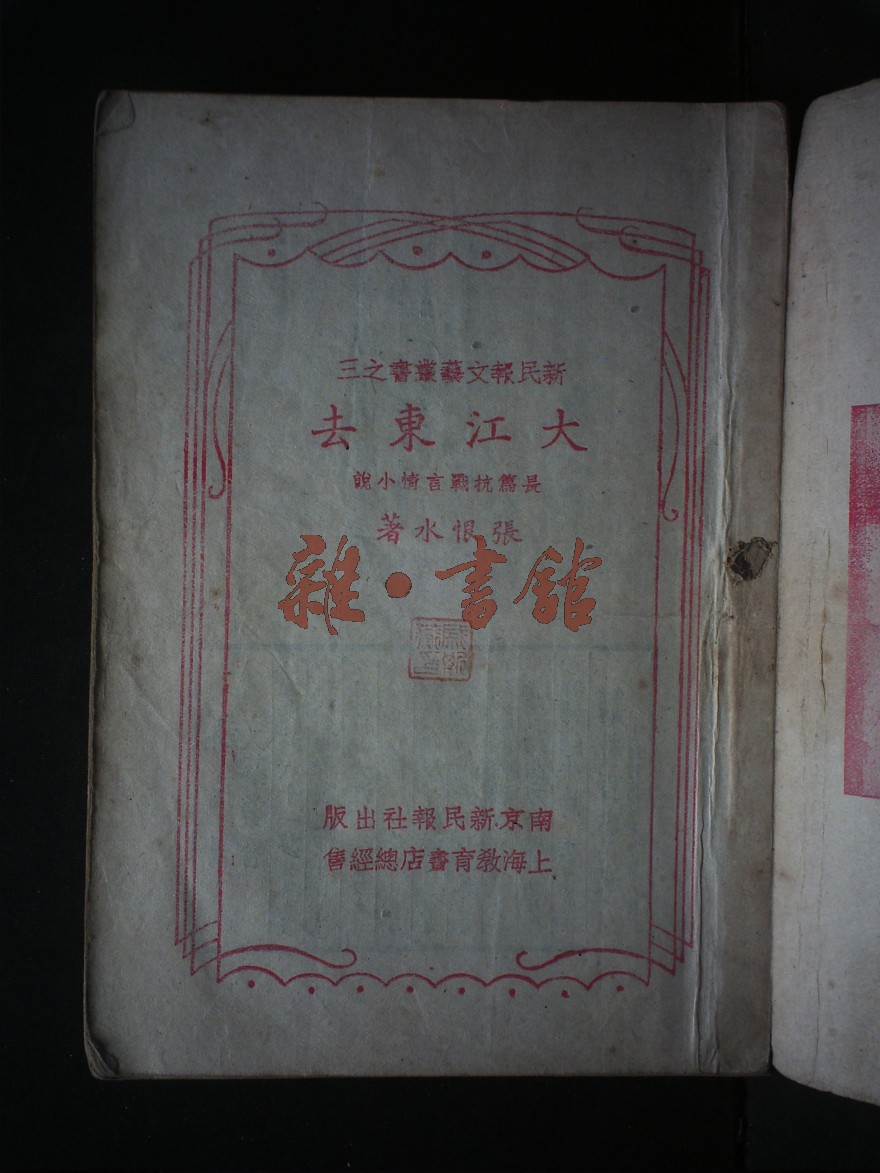 新民報文藝叢書之三
大江東去
長篇抗戰言情小說
張恨水著
雜·書館
南京新民報社出版
上海教育書店總經售